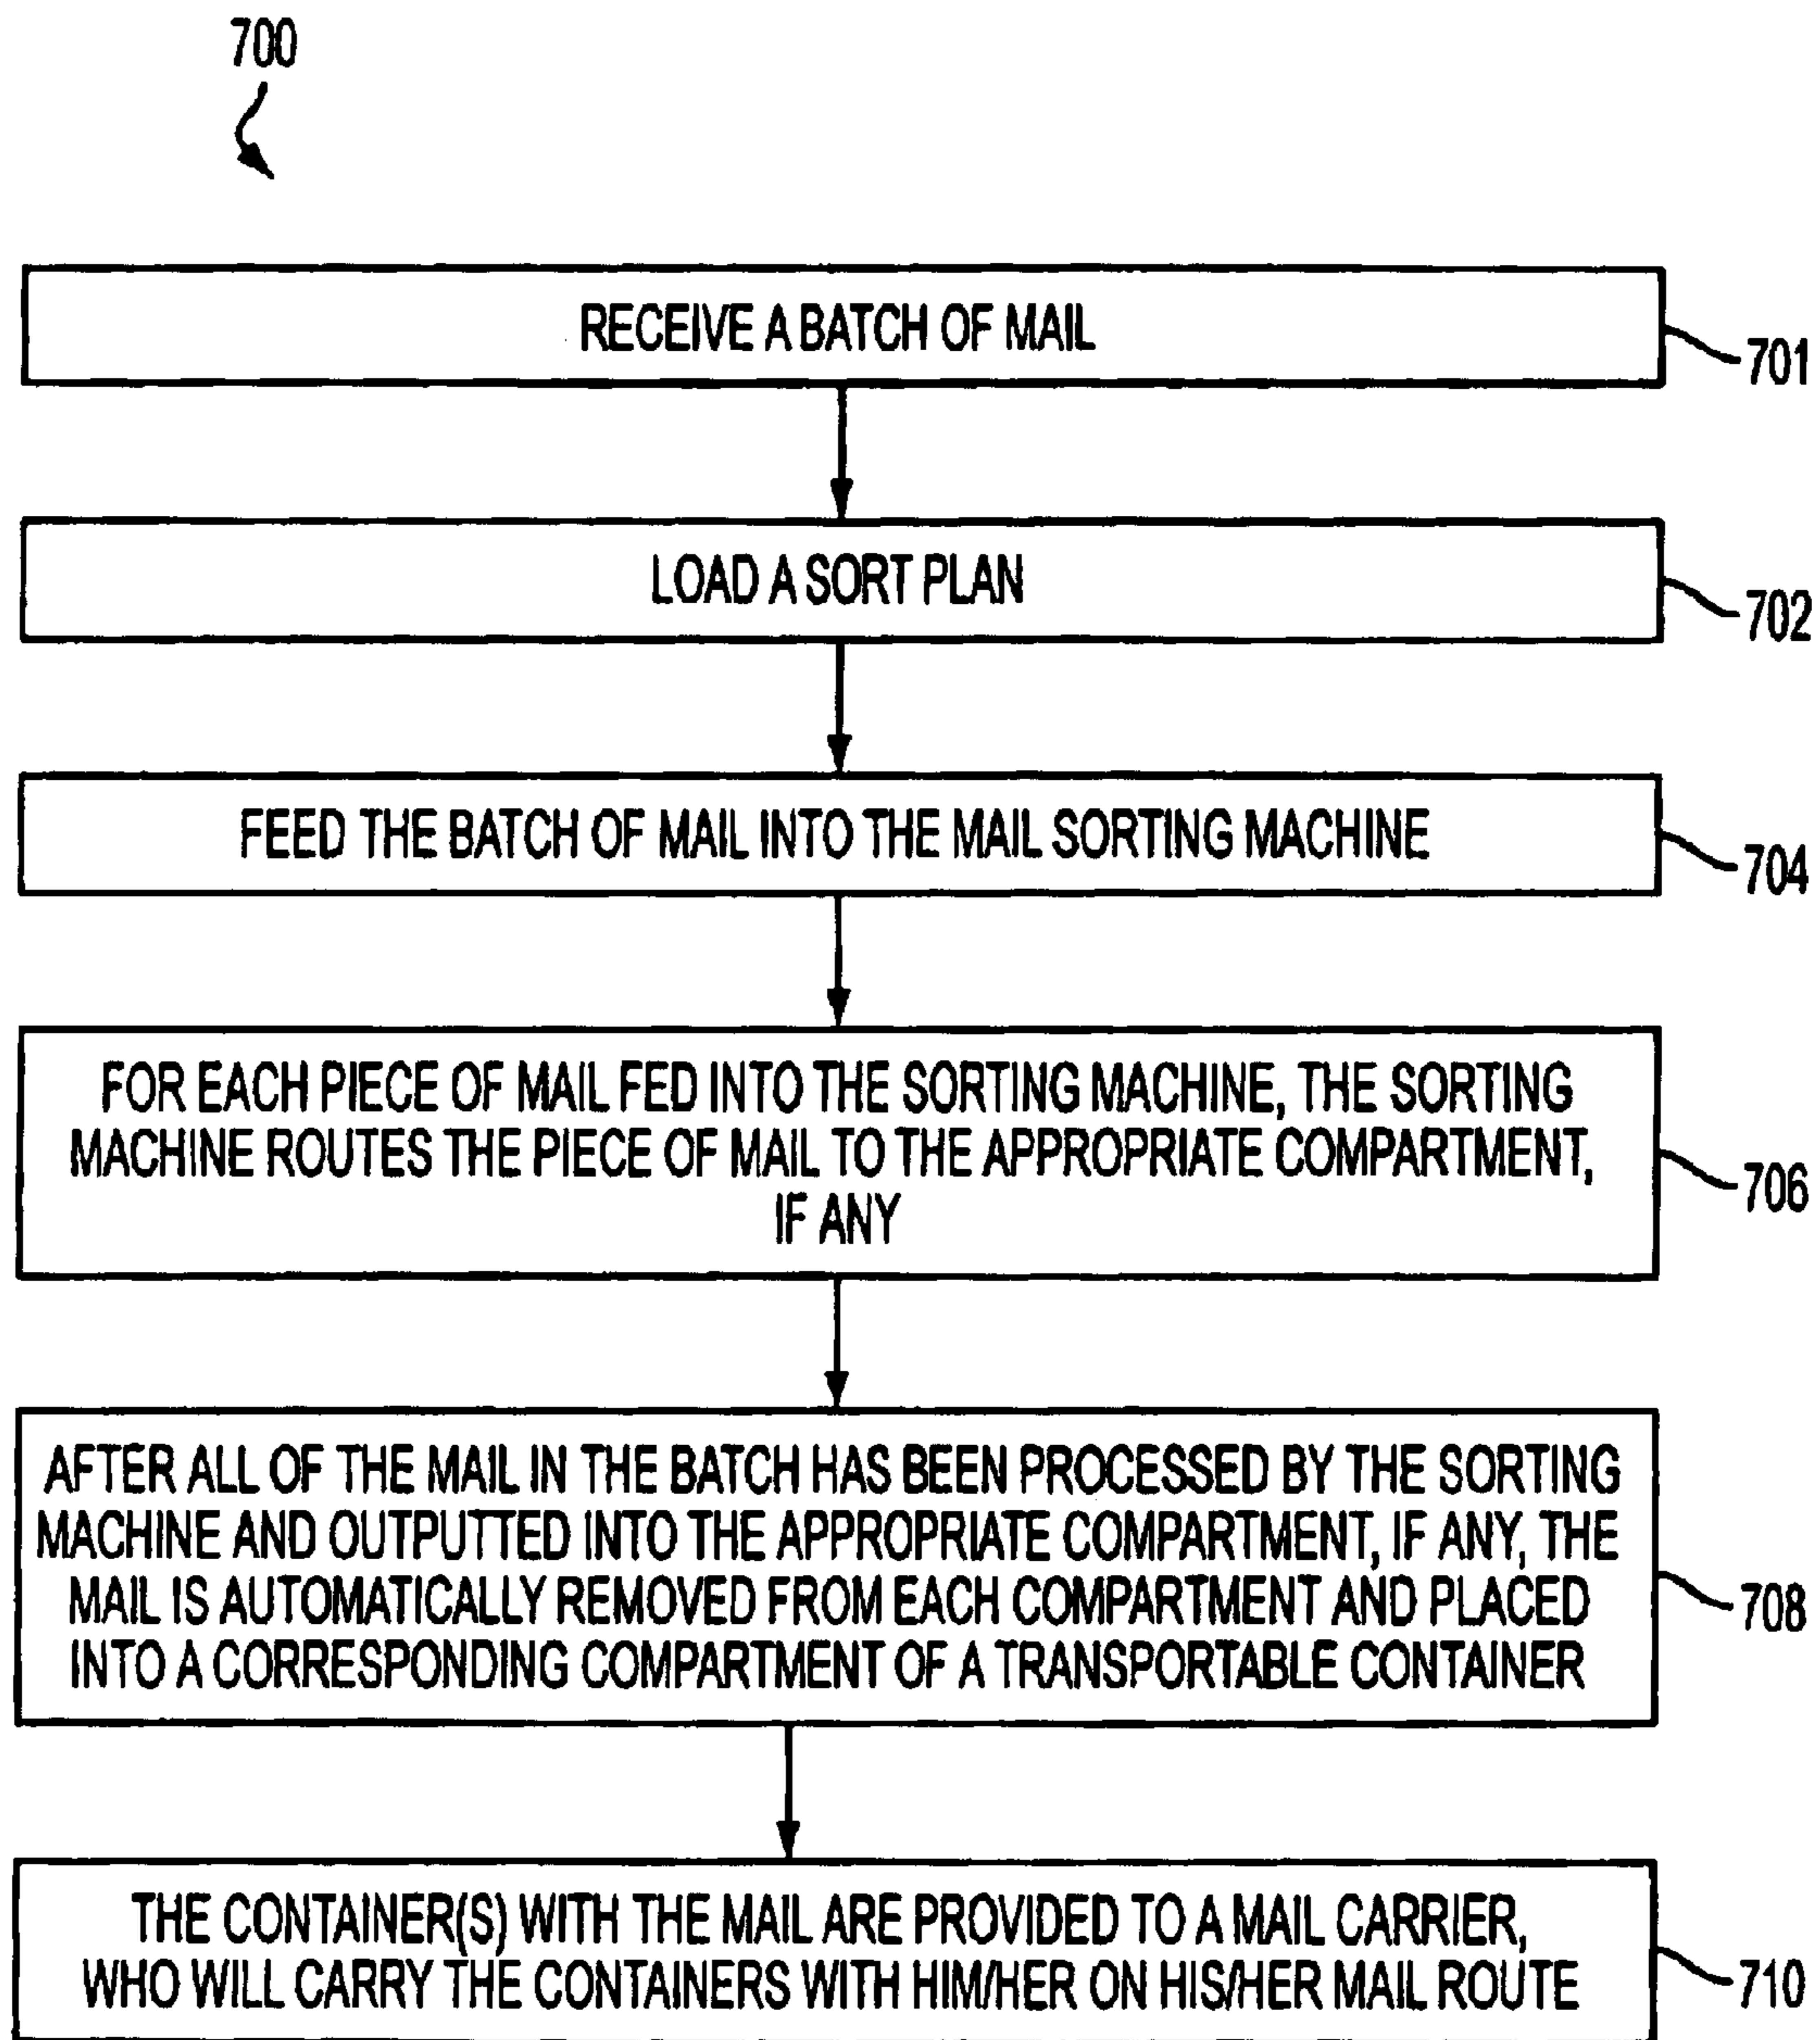 700
RECEIVE A BATCH OF MAIL
701
LOAD A SORT PLAN
702
FEED THE BATCH OF MAIL INTO THE MAIL SORTING MACHINE
704
FOR EACH PIECE OF MAIL FED INTO THE SORTING MACHINE, THE SORTING
MACHINE ROUTES THE PIECE OF MAIL TO THE APPROPRIATE COMPARTMENT,
IF ANY
706
AFTER ALL OF THE MAIL IN THE BATCH HAS BEEN PROCESSED BY THE SORTING
MACHINE AND OUTPUTTED INTO THE APPROPRIATE COMPARTMENT, IF ANY, THE
MAIL IS AUTOMATICALLY REMOVED FROM EACH COMPARTMENT AND PLACED
INTO A CORRESPONDING COMPARTMENT OF A TRANSPORTABLE CONTAINER
708
THE CONTAINER(S) WITH THE MAIL ARE PROVIDED TO A MAIL CARRIER,
WHO WILL CARRY THE CONTAINERS WITH HIM/HER ON HIS/HER MAIL ROUTE
710